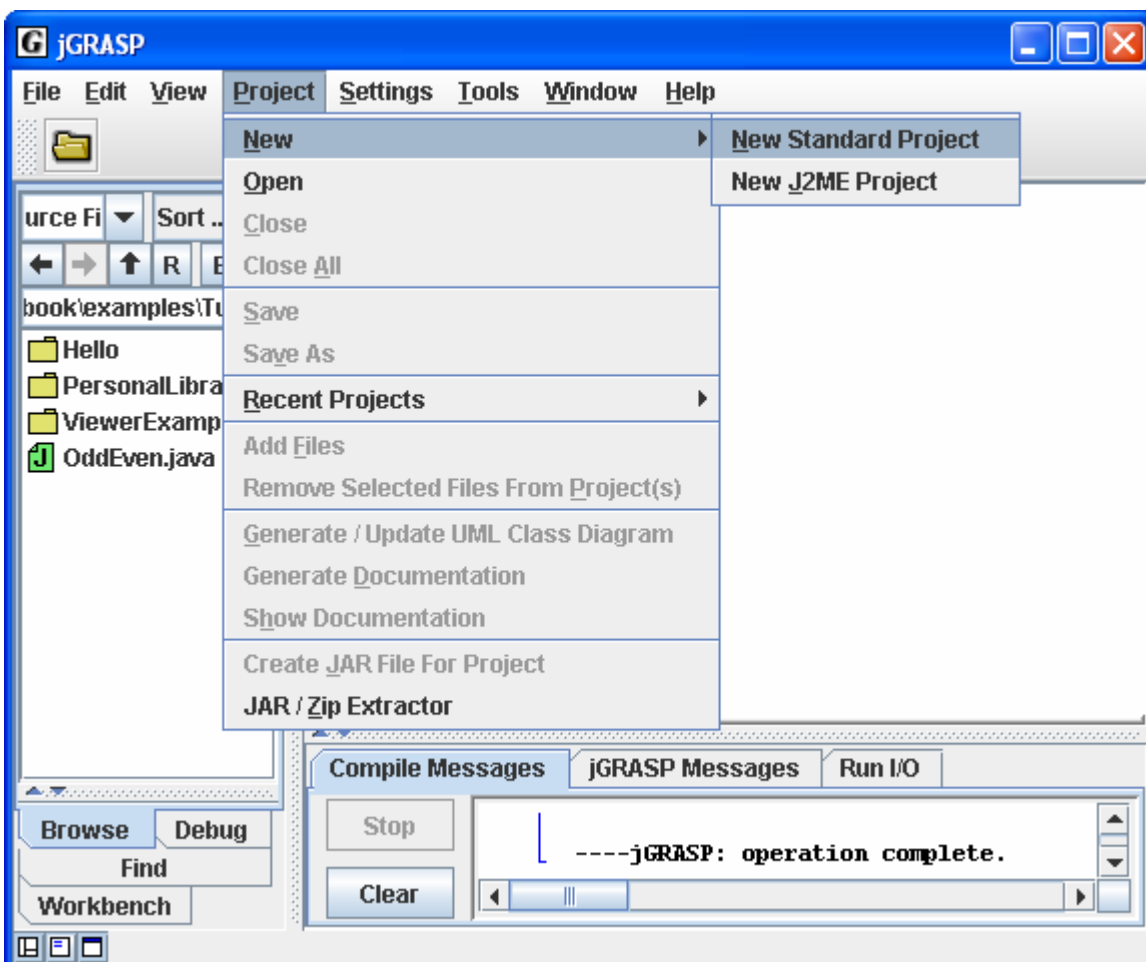 G jGRASP
File Edit View Project Settings Tools Window Help
New
New Standard Project
New J2ME Project
Open
Close
Close All
Save
Save As
Recent Projects
Add Files
Remove Selected Files From Project(s)
Generate / Update UML Class Diagram
Generate Documentation
Show Documentation
Create JAR File For Project
JAR / Zip Extractor
urce Fi Sort ..
R E
book\examples\Tu
Hello
PersonalLibra
ViewerExamp
J OddEven.java
Browse Debug
Find
Workbench
Compile Messages jGRASP Messages Run I/O
Stop
Clear
----jGRASP: operation complete.